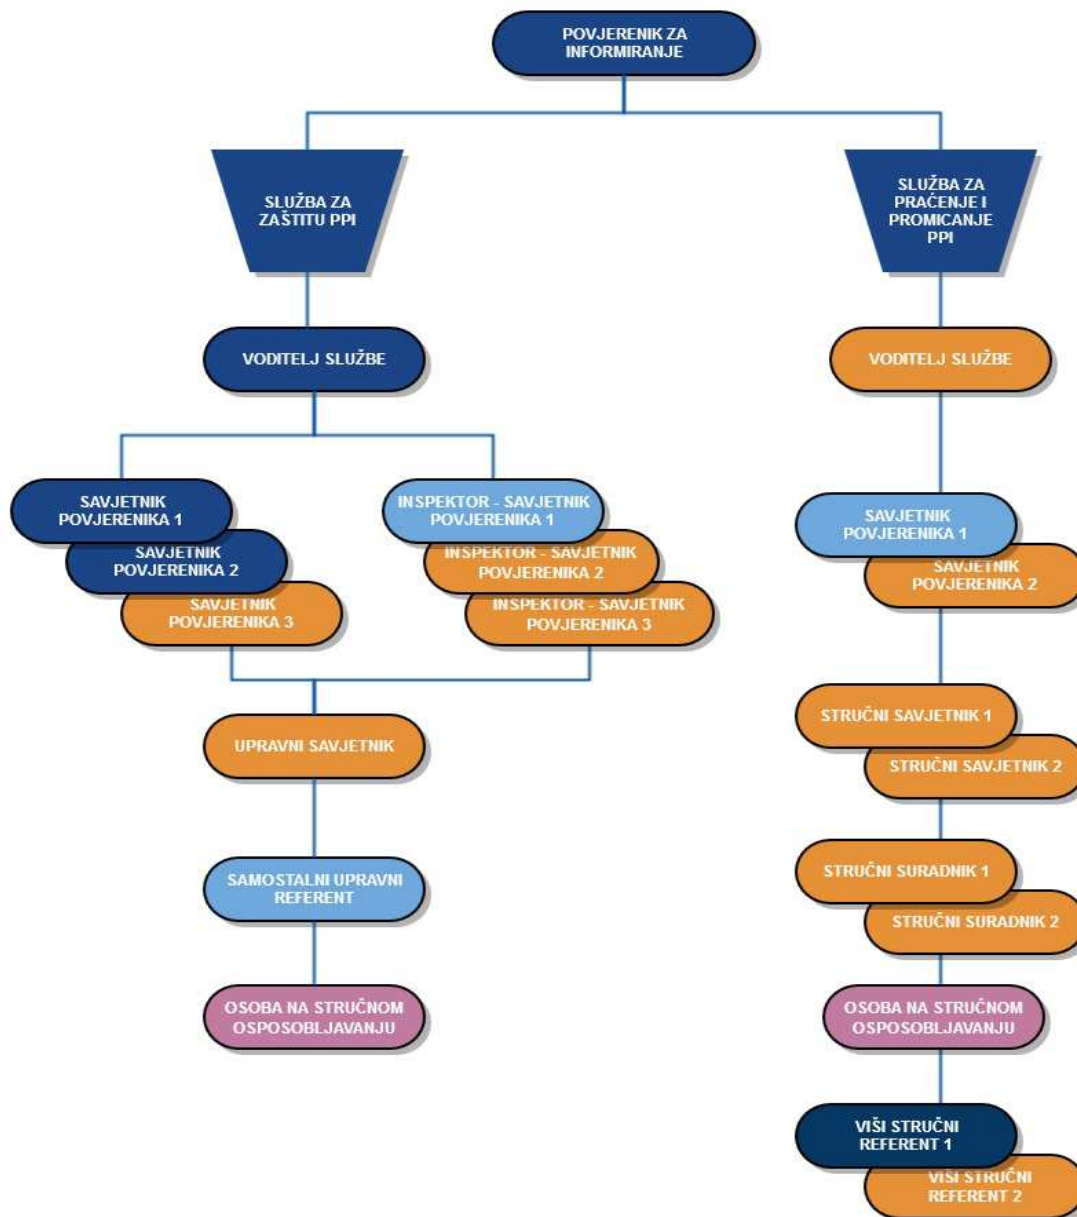 POVJERENIK ZA
INFORMIRANJE
SLUŽBA ZA
ZAŠTITU PPI
SLUŽBA ZA
PRAĆENJE I
PROMICANJE
PPI
VODITELJ SLUŽBE
VODITELJ SLUŽBE
SAVJETNIK
POVJERENIKA 1
SAVJETNIK
POVJERENIKA 2
SAVJETNIK
POVJERENIKA 3
INSPEKTOR - SAVJETNIK
POVJERENIKA 1
INSPEKTOR - SAVJETNIK
POVJERENIKA 2
INSPEKTOR - SAVJETNIK
POVJERENIKA 3
SAVJETNIK
POVJERENIKA 1
SAVJETNIK
POVJERENIKA 2
UPRAVNI SAVJETNIK
STRUČNI SAVJETNIK 1
STRUČNI SAVJETNIK 2
SAMOSTALNI UPRAVNI
REFERENT
STRUČNI SURADNIK 1
STRUČNI SURADNIK 2
OSOBA NA STRUČNOM
OSPOSOBLJAVANJU
OSOBA NA STRUČNOM
OSPOSOBLJAVANJU
VIŠI STRUČNI
REFERENT 1
VIŠI STRUČNI
REFERENT 2